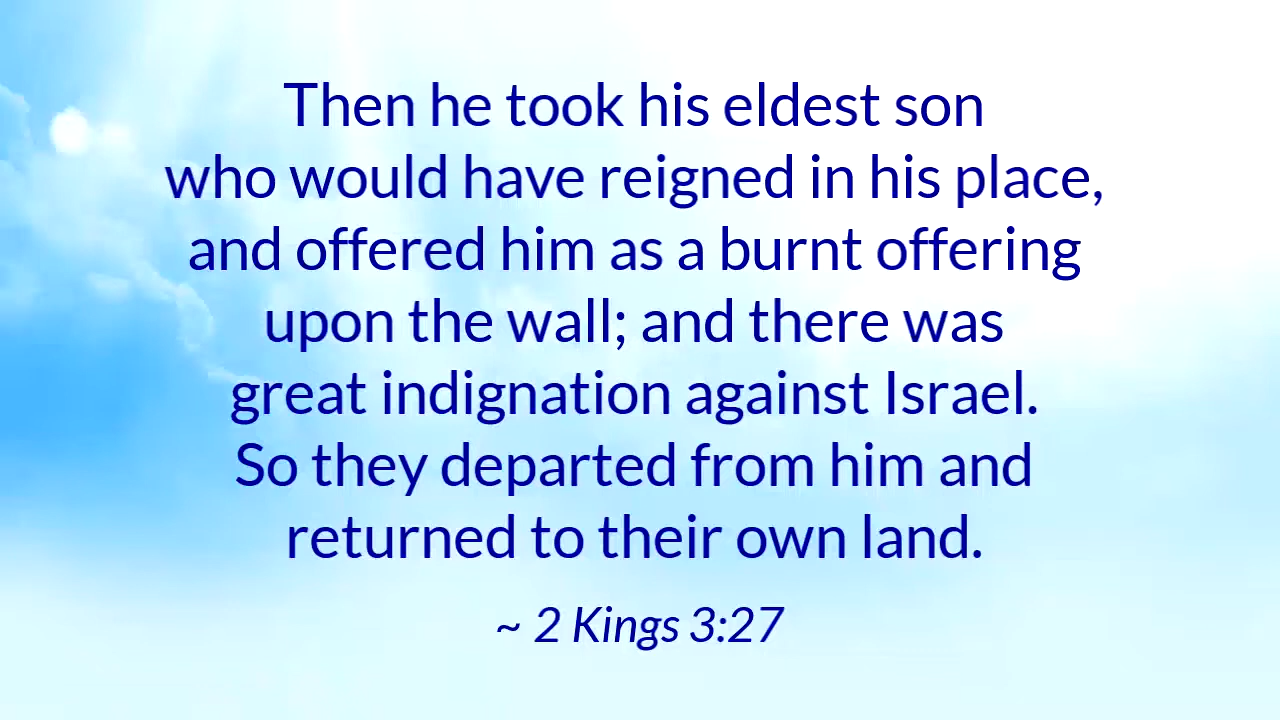 Then he took his eldest son
who would have reigned in his place,
and offered him as a burnt offering
upon the wall; and there was
great indignation against Israel.
So they departed from him and
returned to their own land.
~ 2 Kings 3:27